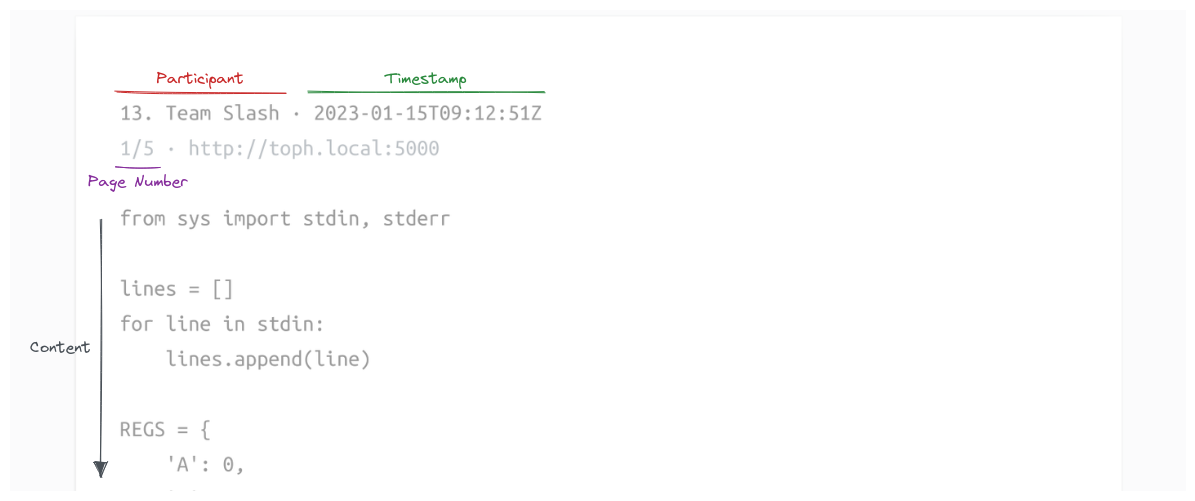 Participant Timestamp
13. Team Slash · 2023-01-15T09:12:51Z
1/5 · http://toph.local:5000
Page Number
from sys import stdin, stderr
lines = []
for line in stdin:
Content
    lines.append(line)
REGS = {
    'A': 0,